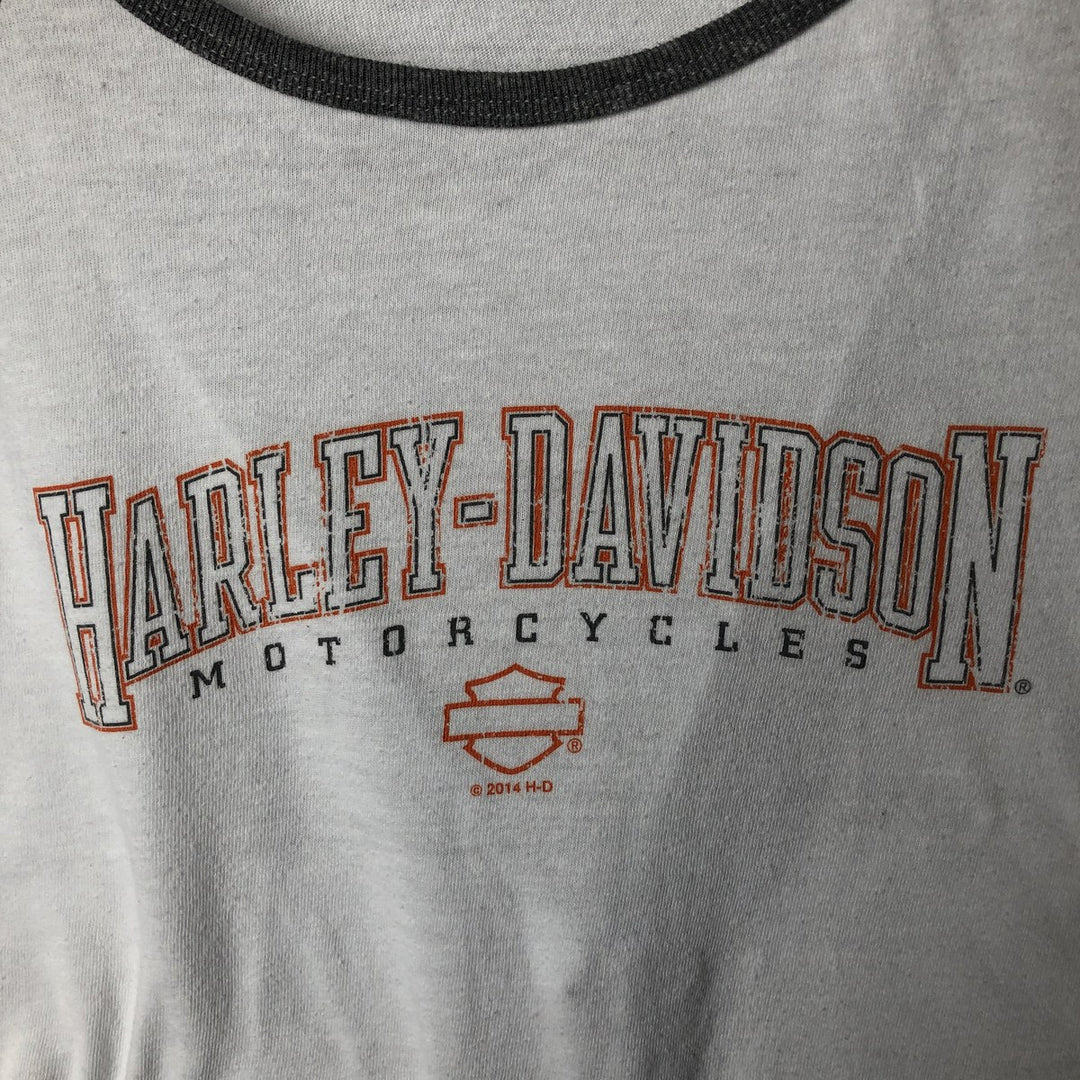 HARLEY-DAVIDSON
MOTORCYCLES ®
®
© 2014 H-D